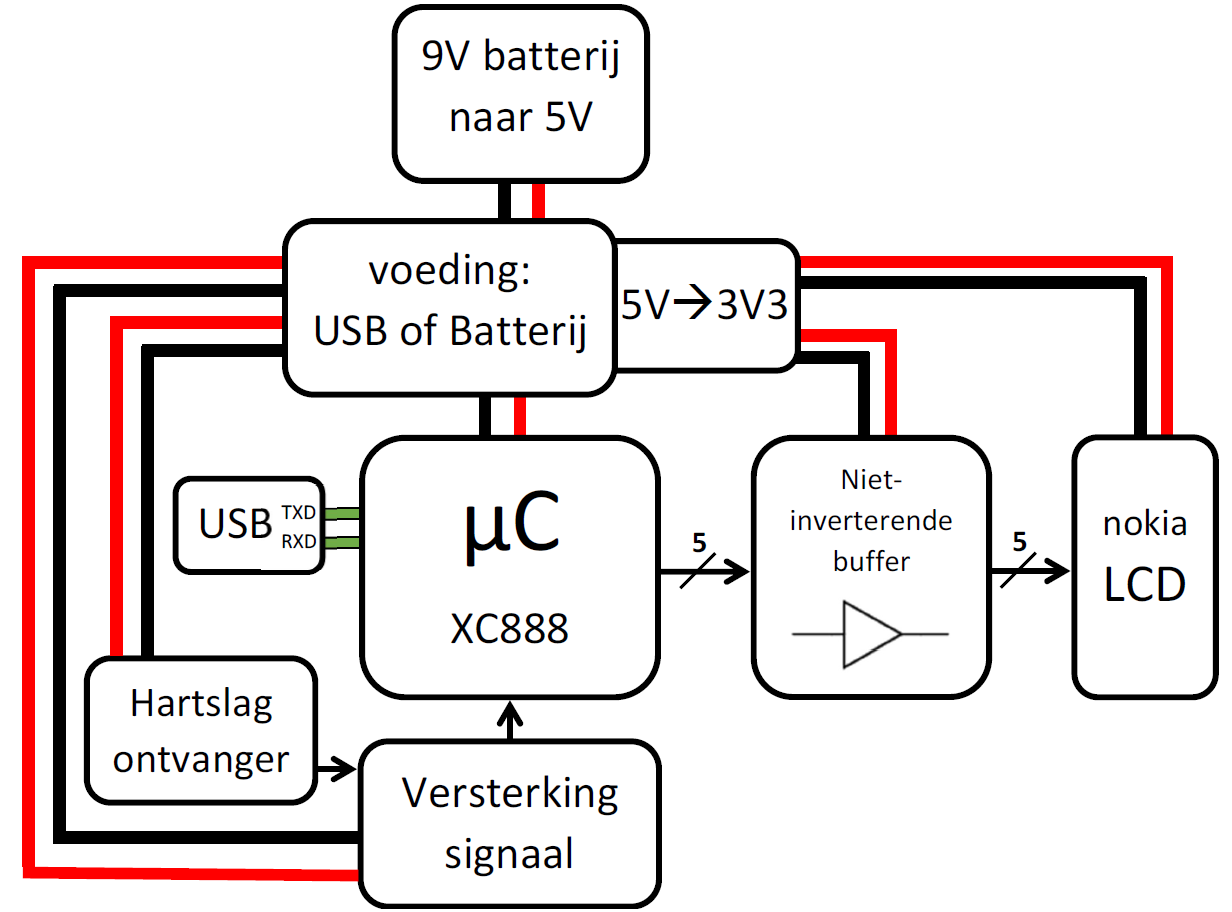 9V batterij
naar 5V
voeding:
USB of Batterij
5V→3V3
USB
TXD
RXD
µC
XC888
5
Niet-
inverterende
buffer
5
nokia
LCD
Hartslag
ontvanger
Versterking
signaal